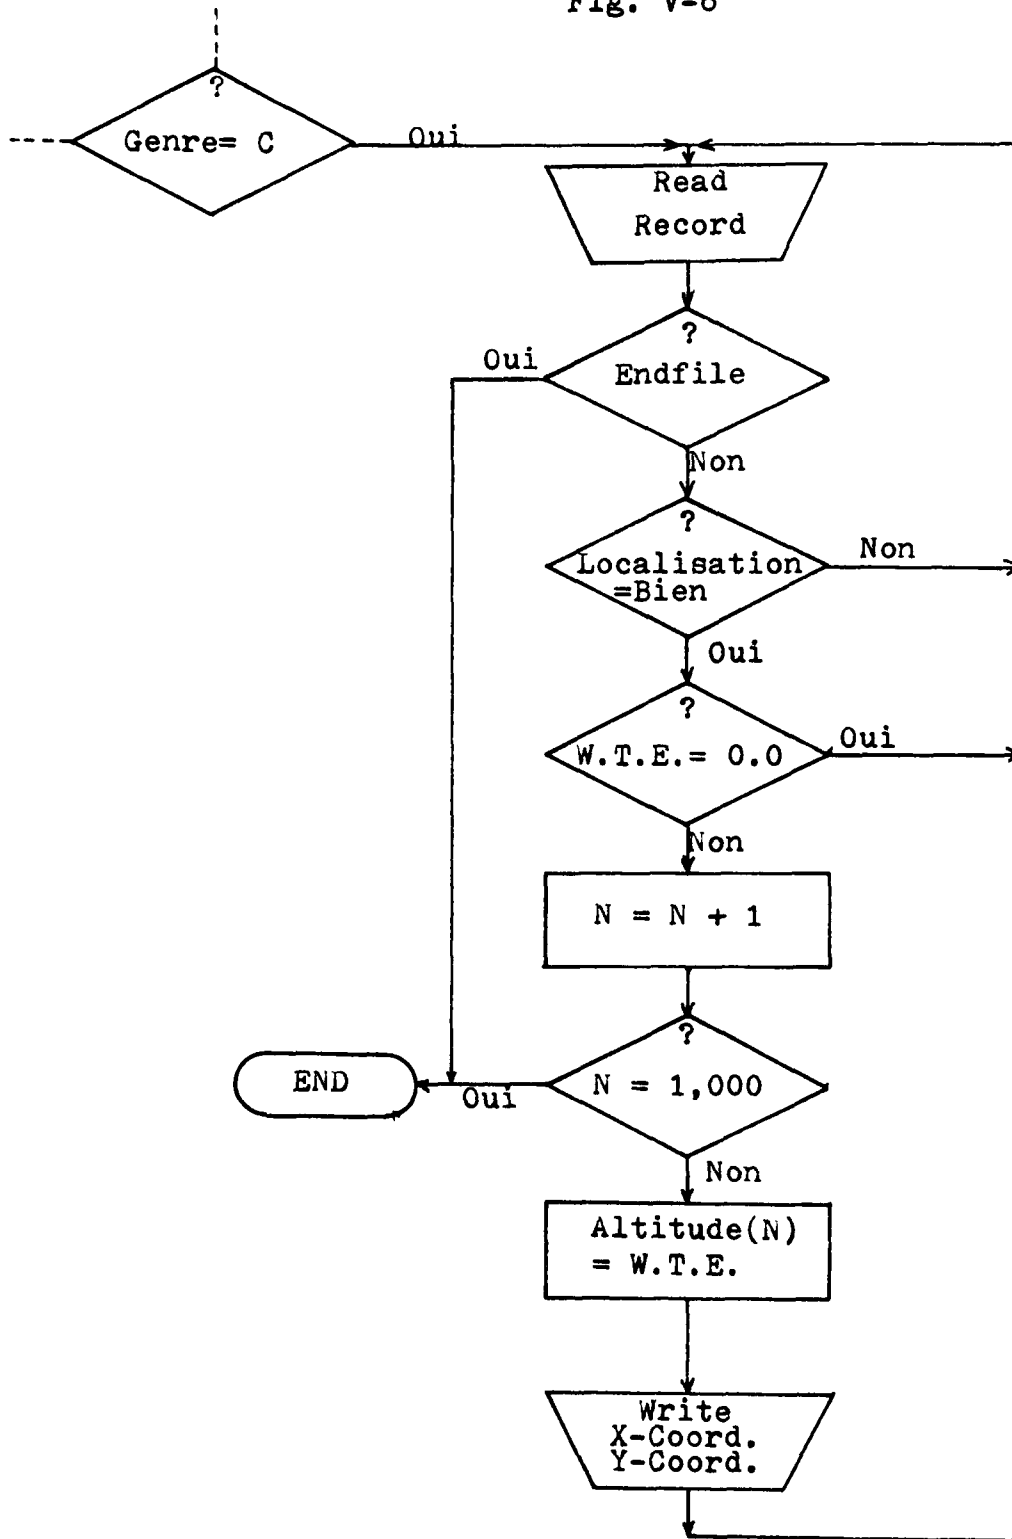 Fig. V-8
?
Genre= C
Oui
Read
Record
?
Endfile
Oui
Non
?
Localisation
=Bien
Non
Oui
?
W.T.E.= 0.0
Oui
Non
N = N + 1
?
N = 1,000
END
Oui
Non
Altitude(N)
= W.T.E.
Write
X-Coord.
Y-Coord.